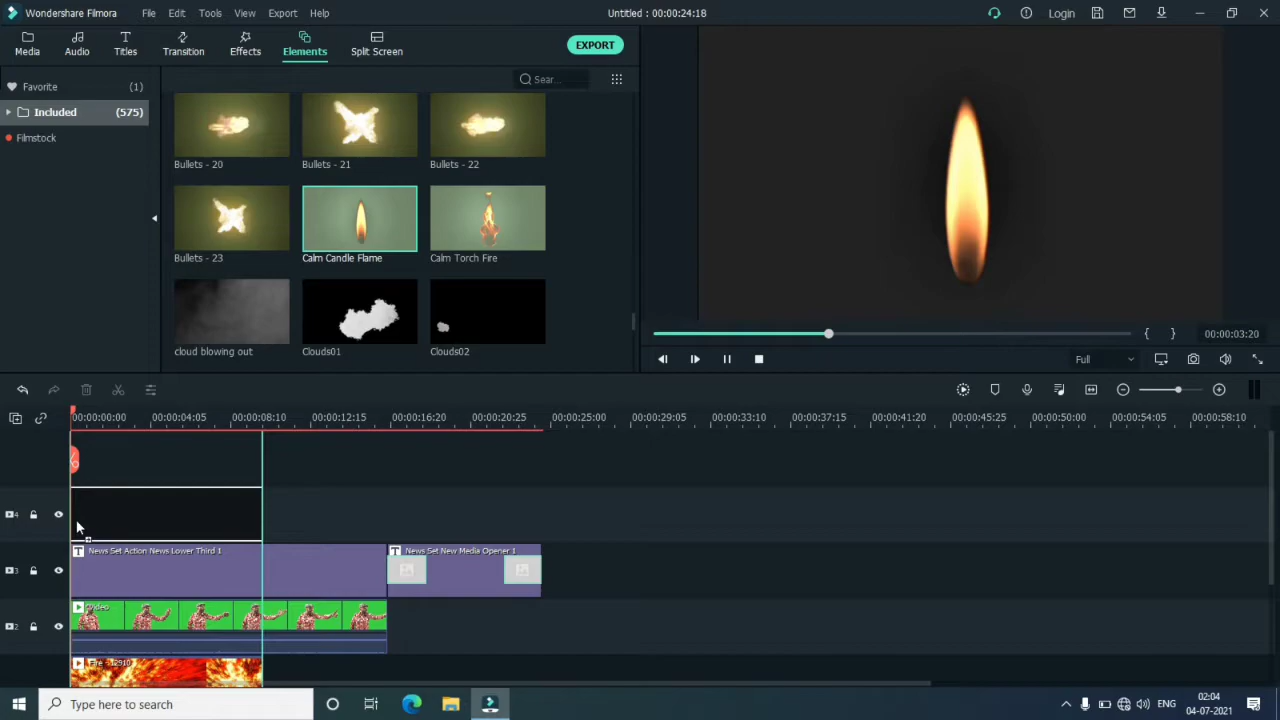 Wondershare Filmora File Edit Tools View Export Help Untitled : 00:00:24:18 Login
Media Audio Titles Transition Effects Elements Split Screen EXPORT
Favorite (1)
Included (575)
Filmstock
Sear...
Bullets - 20 Bullets - 21 Bullets - 22
Bullets - 23 Calm Candle Flame Calm Torch Fire
cloud blowing out Clouds01 Clouds02
{ } 00:00:03:20
Full
00:00:00:00 00:00:04:05 00:00:08:10 00:00:12:15 00:00:16:20 00:00:20:25 00:00:25:00 00:00:29:05 00:00:33:10 00:00:37:15 00:00:41:20 00:00:45:25 00:00:50:00 00:00:54:05 00:00:58:10
4
3 T News Set Action News Lower Third 1 T News Set New Media Opener 1
2
Type here to search
ENG 02:04
04-07-2021